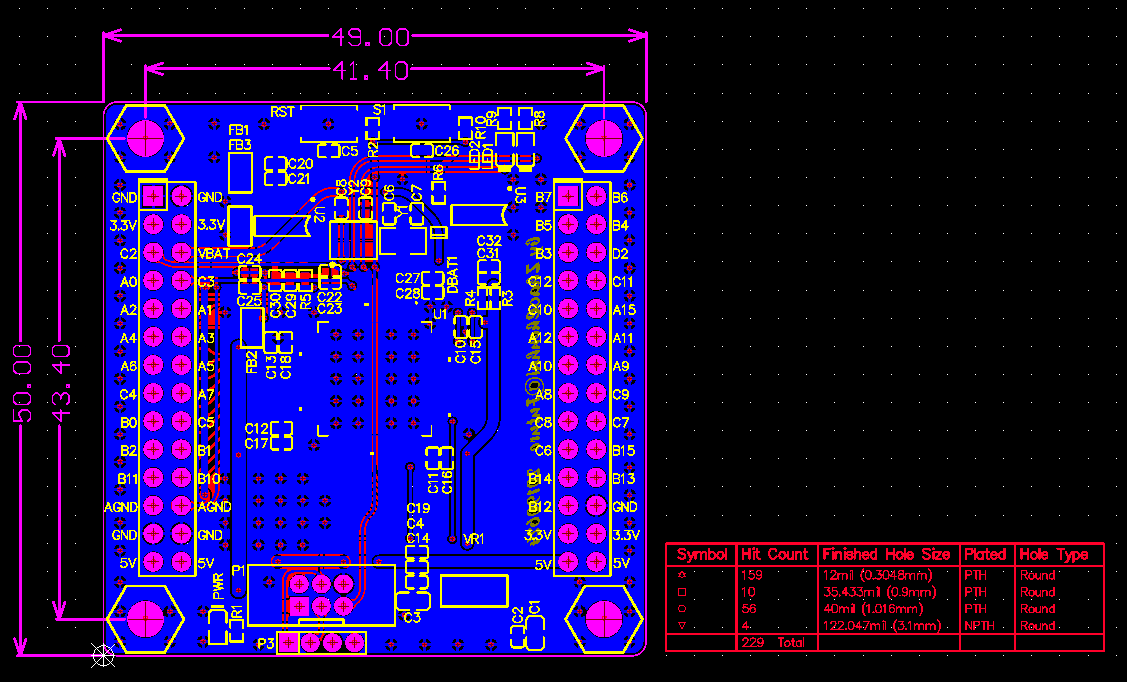 49.00
41.40
50.00
43.40
RST
S1
R9
R8
R10
R2
LED2
LED1
FB1
FB3
C5
C26
C20
C21
R6
U3
Y2
U2
C6
C7
GND
GND
B7
B6
3.3V
3.3V
B5
B4
C2
VBAT
B3
D2
C24
C32
C31
A0
C3
C11
C27
C28
DBAT1
C25
C30
C29
R5
C22
C23
R4
R3
A2
A1
A15
U1
A4
A3
A12
A11
FB2
C13
C18
C10
C15
A6
A5
A10
A9
C4
A7
A8
C9
B0
C5
C8
C7
C12
C17
B2
B1
C6
B15
C11
C16
B11
B10
B14
B13
AGND
AGND
B12
GND
C19
C4
C14
GND
GND
VR1
3.3V
3.3V
5V
5V
5V
P1
PWR
R1
C3
C2
C1
P3
Symbol Hit Count Finished Hole Size Plated Hole Type
159 12mil (0.3048mm) PTH Round
10 35.433mil (0.9mm) PTH Round
56 40mil (1.016mm) PTH Round
4 122.047mil (3.1mm) NPTH Round
229 Total